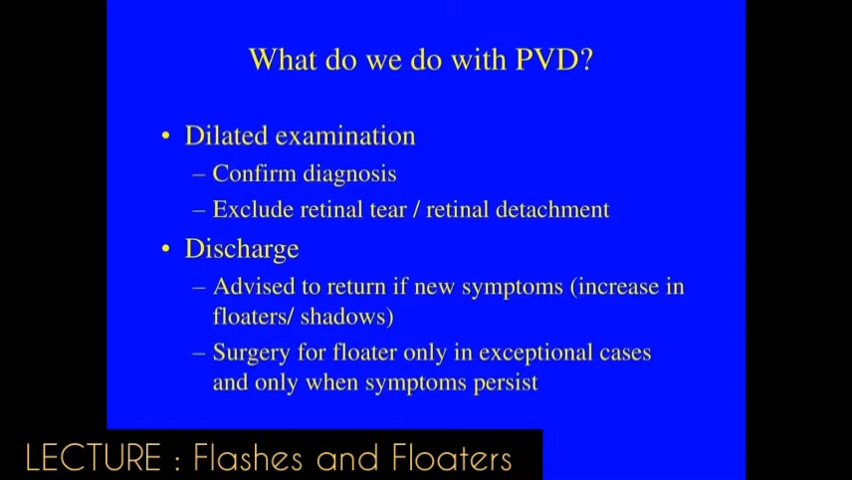 What do we do with PVD?
• Dilated examination
– Confirm diagnosis
– Exclude retinal tear / retinal detachment
• Discharge
– Advised to return if new symptoms (increase in
floaters/ shadows)
– Surgery for floater only in exceptional cases
and only when symptoms persist
LECTURE : Flashes and Floaters